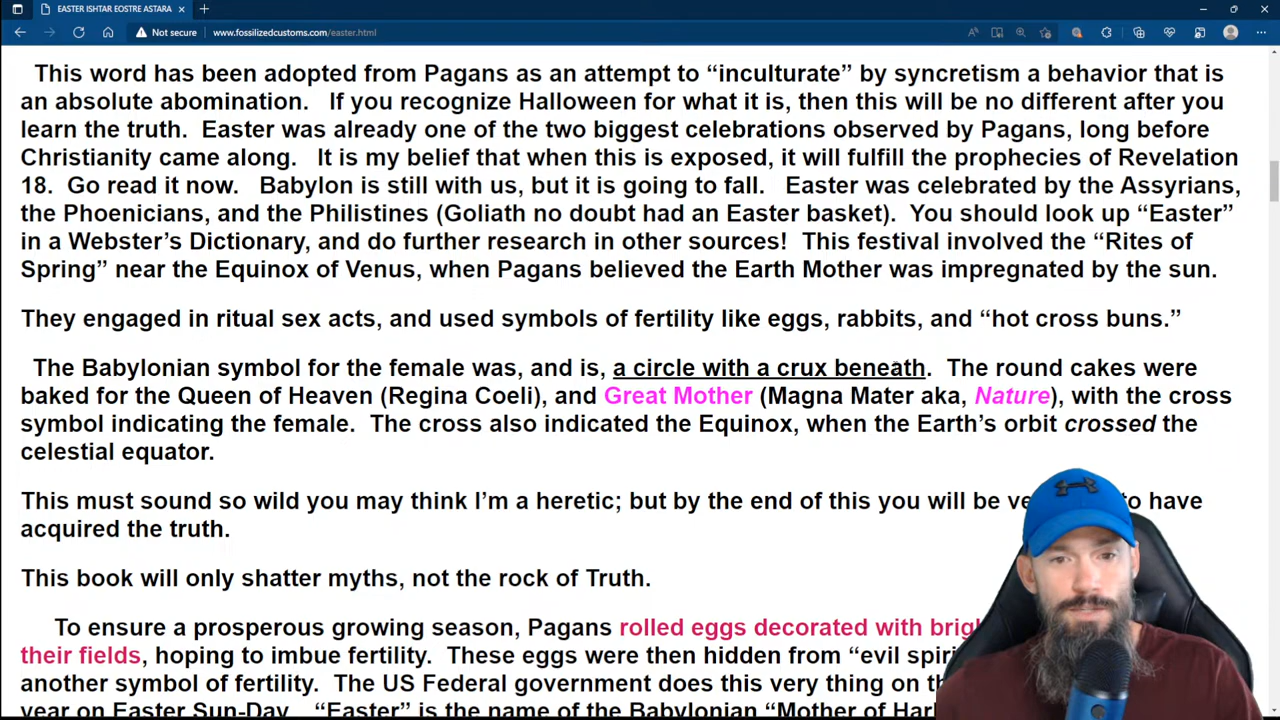 EASTER ISHTAR EOSTRE ASTARA
Not secure
www.fossilizedcustoms.com/easter.html
This word has been adopted from Pagans as an attempt to “inculturate” by syncretism a behavior that is
an absolute abomination. If you recognize Halloween for what it is, then this will be no different after you
learn the truth. Easter was already one of the two biggest celebrations observed by Pagans, long before
Christianity came along. It is my belief that when this is exposed, it will fulfill the prophecies of Revelation
18. Go read it now. Babylon is still with us, but it is going to fall. Easter was celebrated by the Assyrians,
the Phoenicians, and the Philistines (Goliath no doubt had an Easter basket). You should look up “Easter”
in a Webster’s Dictionary, and do further research in other sources! This festival involved the “Rites of
Spring” near the Equinox of Venus, when Pagans believed the Earth Mother was impregnated by the sun.
They engaged in ritual sex acts, and used symbols of fertility like eggs, rabbits, and “hot cross buns.”
The Babylonian symbol for the female was, and is, a circle with a crux beneath. The round cakes were
baked for the Queen of Heaven (Regina Coeli), and Great Mother (Magna Mater aka, Nature), with the cross
symbol indicating the female. The cross also indicated the Equinox, when the Earth’s orbit crossed the
celestial equator.
This must sound so wild you may think I’m a heretic; but by the end of this you will be to have
acquired the truth.
This book will only shatter myths, not the rock of Truth.
To ensure a prosperous growing season, Pagans rolled eggs decorated with
their fields, hoping to imbue fertility. These eggs were then hidden from “evil
another symbol of fertility. The US Federal government does this very thing on
year on Easter Sun-Day. “Easter” is the name of the Babylonian “Mother of